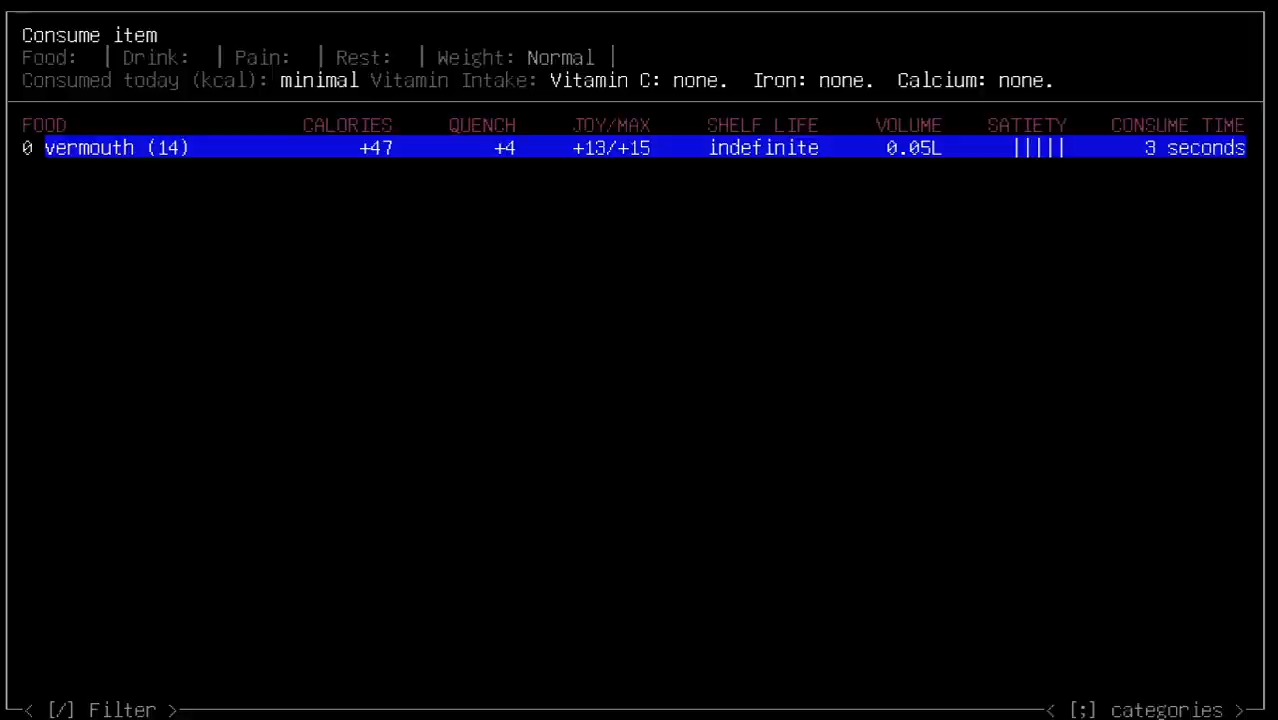 Consume item
Food: | Drink: | Pain: | Rest: | Weight: Normal |
Consumed today (kcal): minimal Vitamin Intake: Vitamin C: none. Iron: none. Calcium: none.
FOOD CALORIES QUENCH JOY/MAX SHELF LIFE VOLUME SATIETY CONSUME TIME
0 vermouth (14) +47 +4 +13/+15 indefinite 0.05L ||||| 3 seconds
< [/] Filter > < [;] categories >